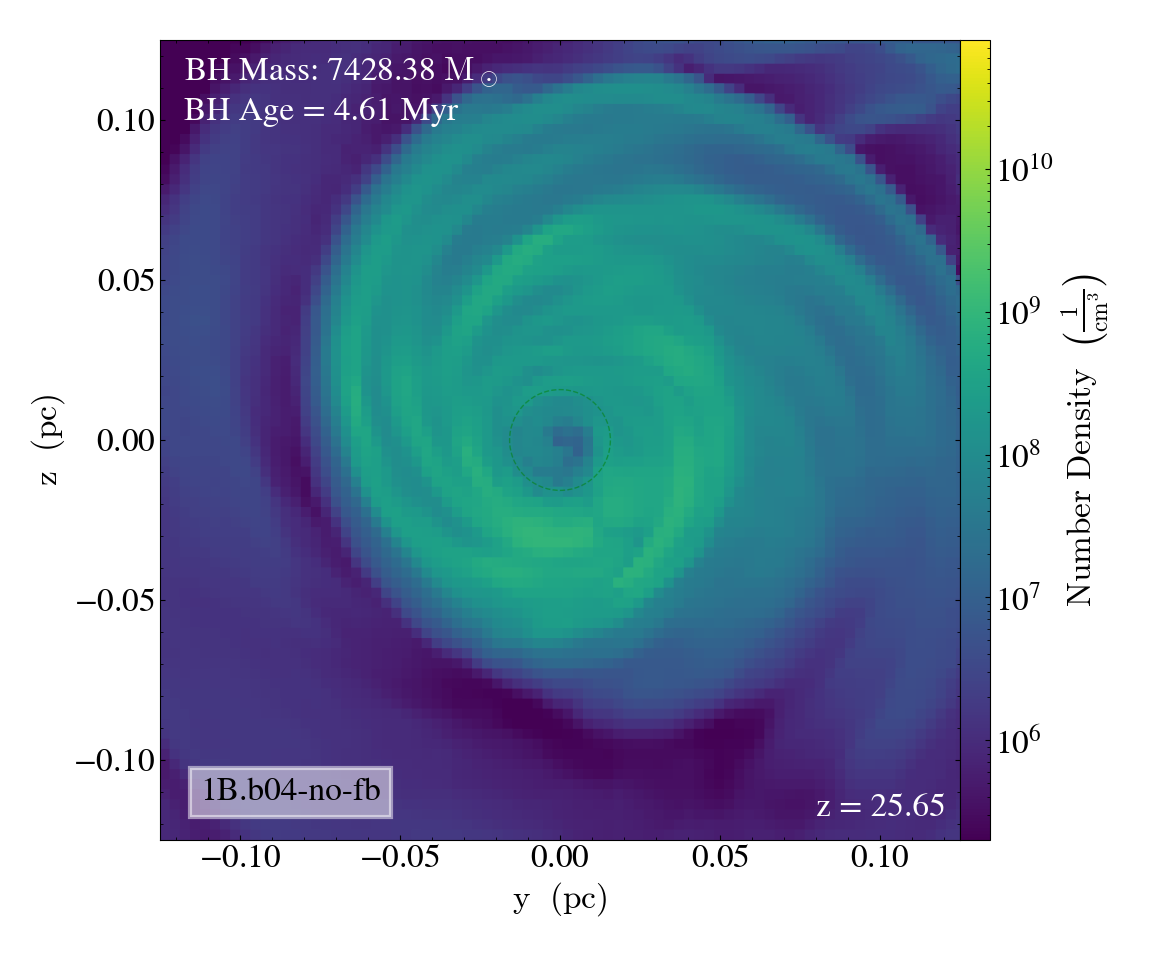 BH Mass: 7428.38 M⊙
BH Age = 4.61 Myr
0.10
0.05
0.00
−0.05
−0.10
z (pc)
1B.b04-no-fb
z = 25.65
−0.10 −0.05 0.00 0.05 0.10
y (pc)
10¹⁰
10⁹
10⁸
10⁷
10⁶
Number Density (1/cm³)